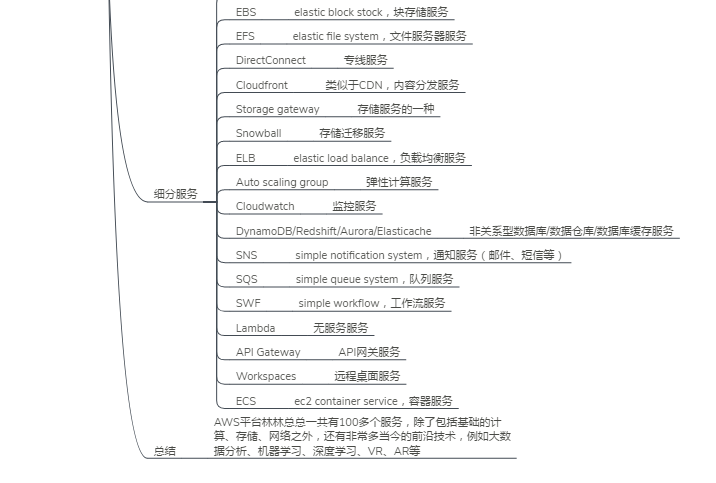 EBS elastic block stock，块存储服务
EFS elastic file system，文件服务器服务
DirectConnect 专线服务
Cloudfront 类似于CDN，内容分发服务
Storage gateway 存储服务的一种
Snowball 存储迁移服务
ELB elastic load balance，负载均衡服务
Auto scaling group 弹性计算服务
细分服务
Cloudwatch 监控服务
DynamoDB/Redshift/Aurora/Elasticache 非关系型数据库/数据仓库/数据库缓存服务
SNS simple notification system，通知服务（邮件、短信等）
SQS simple queue system，队列服务
SWF simple workflow，工作流服务
Lambda 无服务服务
API Gateway API网关服务
Workspaces 远程桌面服务
ECS ec2 container service，容器服务
AWS平台林林总总一共有100多个服务，除了包括基础的计
算、存储、网络之外，还有非常多当今的前沿技术，例如大数
总结 据分析、机器学习、深度学习、VR、AR等